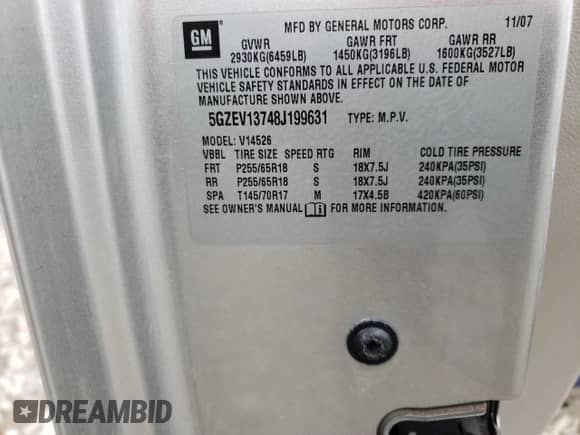 GM
MFD BY GENERAL MOTORS CORP. 11/07
GVWR GAWR FRT GAWR RR
2930KG(6459LB) 1450KG(3196LB) 1600KG(3527LB)
THIS VEHICLE CONFORMS TO ALL APPLICABLE U.S. FEDERAL MOTOR
VEHICLE SAFETY STANDARDS IN EFFECT ON THE DATE OF
MANUFACTURE SHOWN ABOVE.
5GZEV13748J199631 TYPE: M.P.V.
MODEL: V14526
VBBL TIRE SIZE SPEED RTG RIM COLD TIRE PRESSURE
FRT P255/65R18 S 18X7.5J 240KPA(35PSI)
RR P255/65R18 S 18X7.5J 240KPA(35PSI)
SPA T145/70R17 M 17X4.5B 420KPA(60PSI)
SEE OWNER'S MANUAL FOR MORE INFORMATION.
DREAMBID